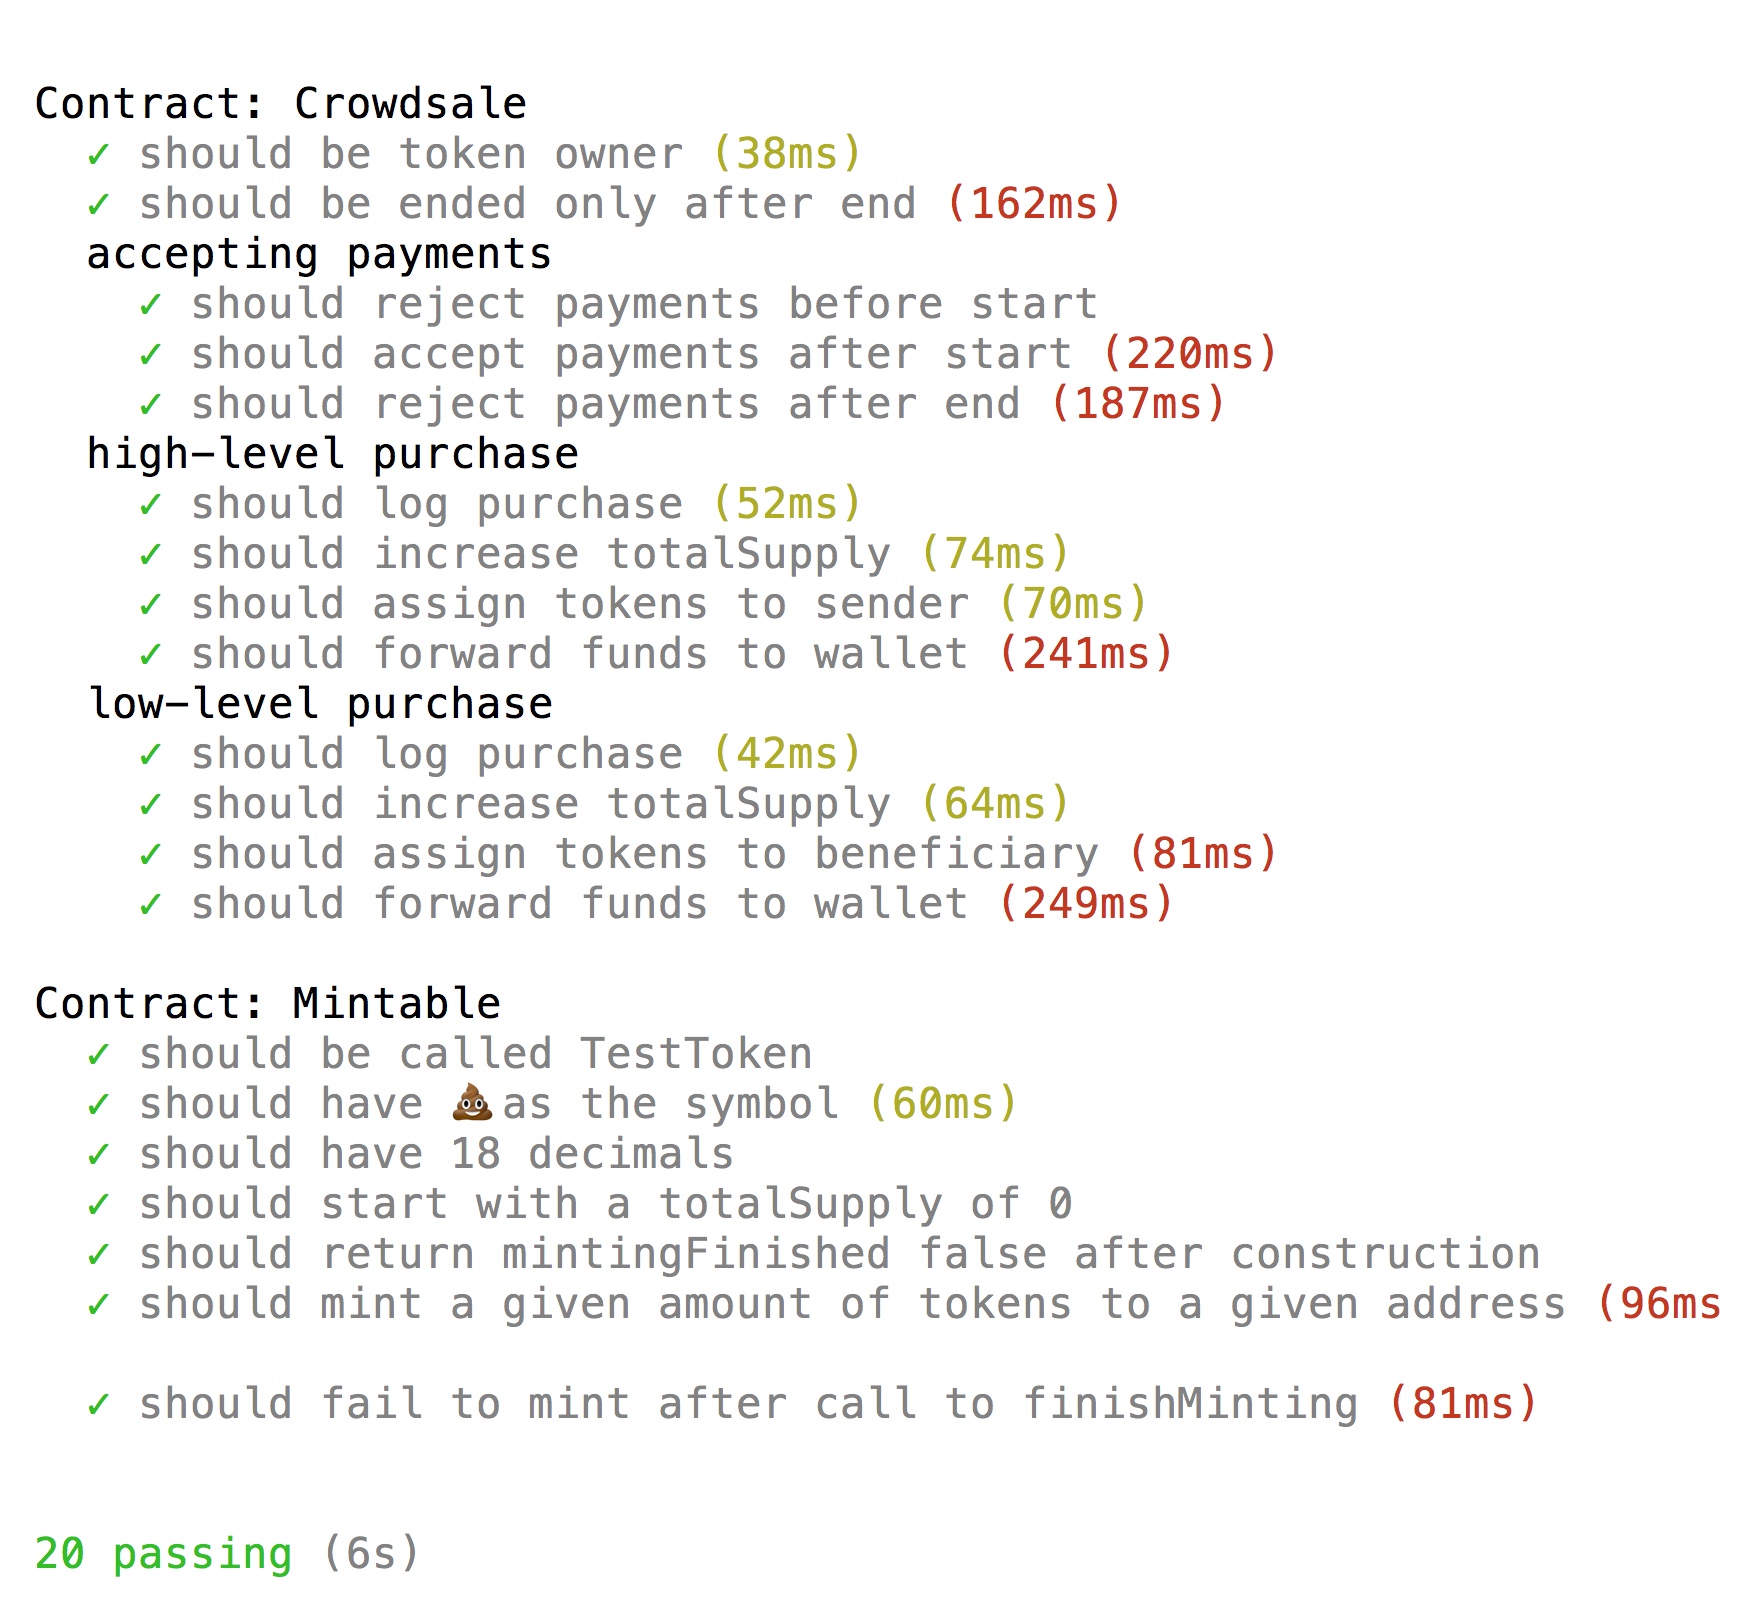 Contract: Crowdsale
✓ should be token owner (38ms)
✓ should be ended only after end (162ms)
accepting payments
✓ should reject payments before start
✓ should accept payments after start (220ms)
✓ should reject payments after end (187ms)
high-level purchase
✓ should log purchase (52ms)
✓ should increase totalSupply (74ms)
✓ should assign tokens to sender (70ms)
✓ should forward funds to wallet (241ms)
low-level purchase
✓ should log purchase (42ms)
✓ should increase totalSupply (64ms)
✓ should assign tokens to beneficiary (81ms)
✓ should forward funds to wallet (249ms)
Contract: Mintable
✓ should be called TestToken
✓ should have 💩 as the symbol (60ms)
✓ should have 18 decimals
✓ should start with a totalSupply of 0
✓ should return mintingFinished false after construction
✓ should mint a given amount of tokens to a given address (96ms
✓ should fail to mint after call to finishMinting (81ms)
20 passing (6s)